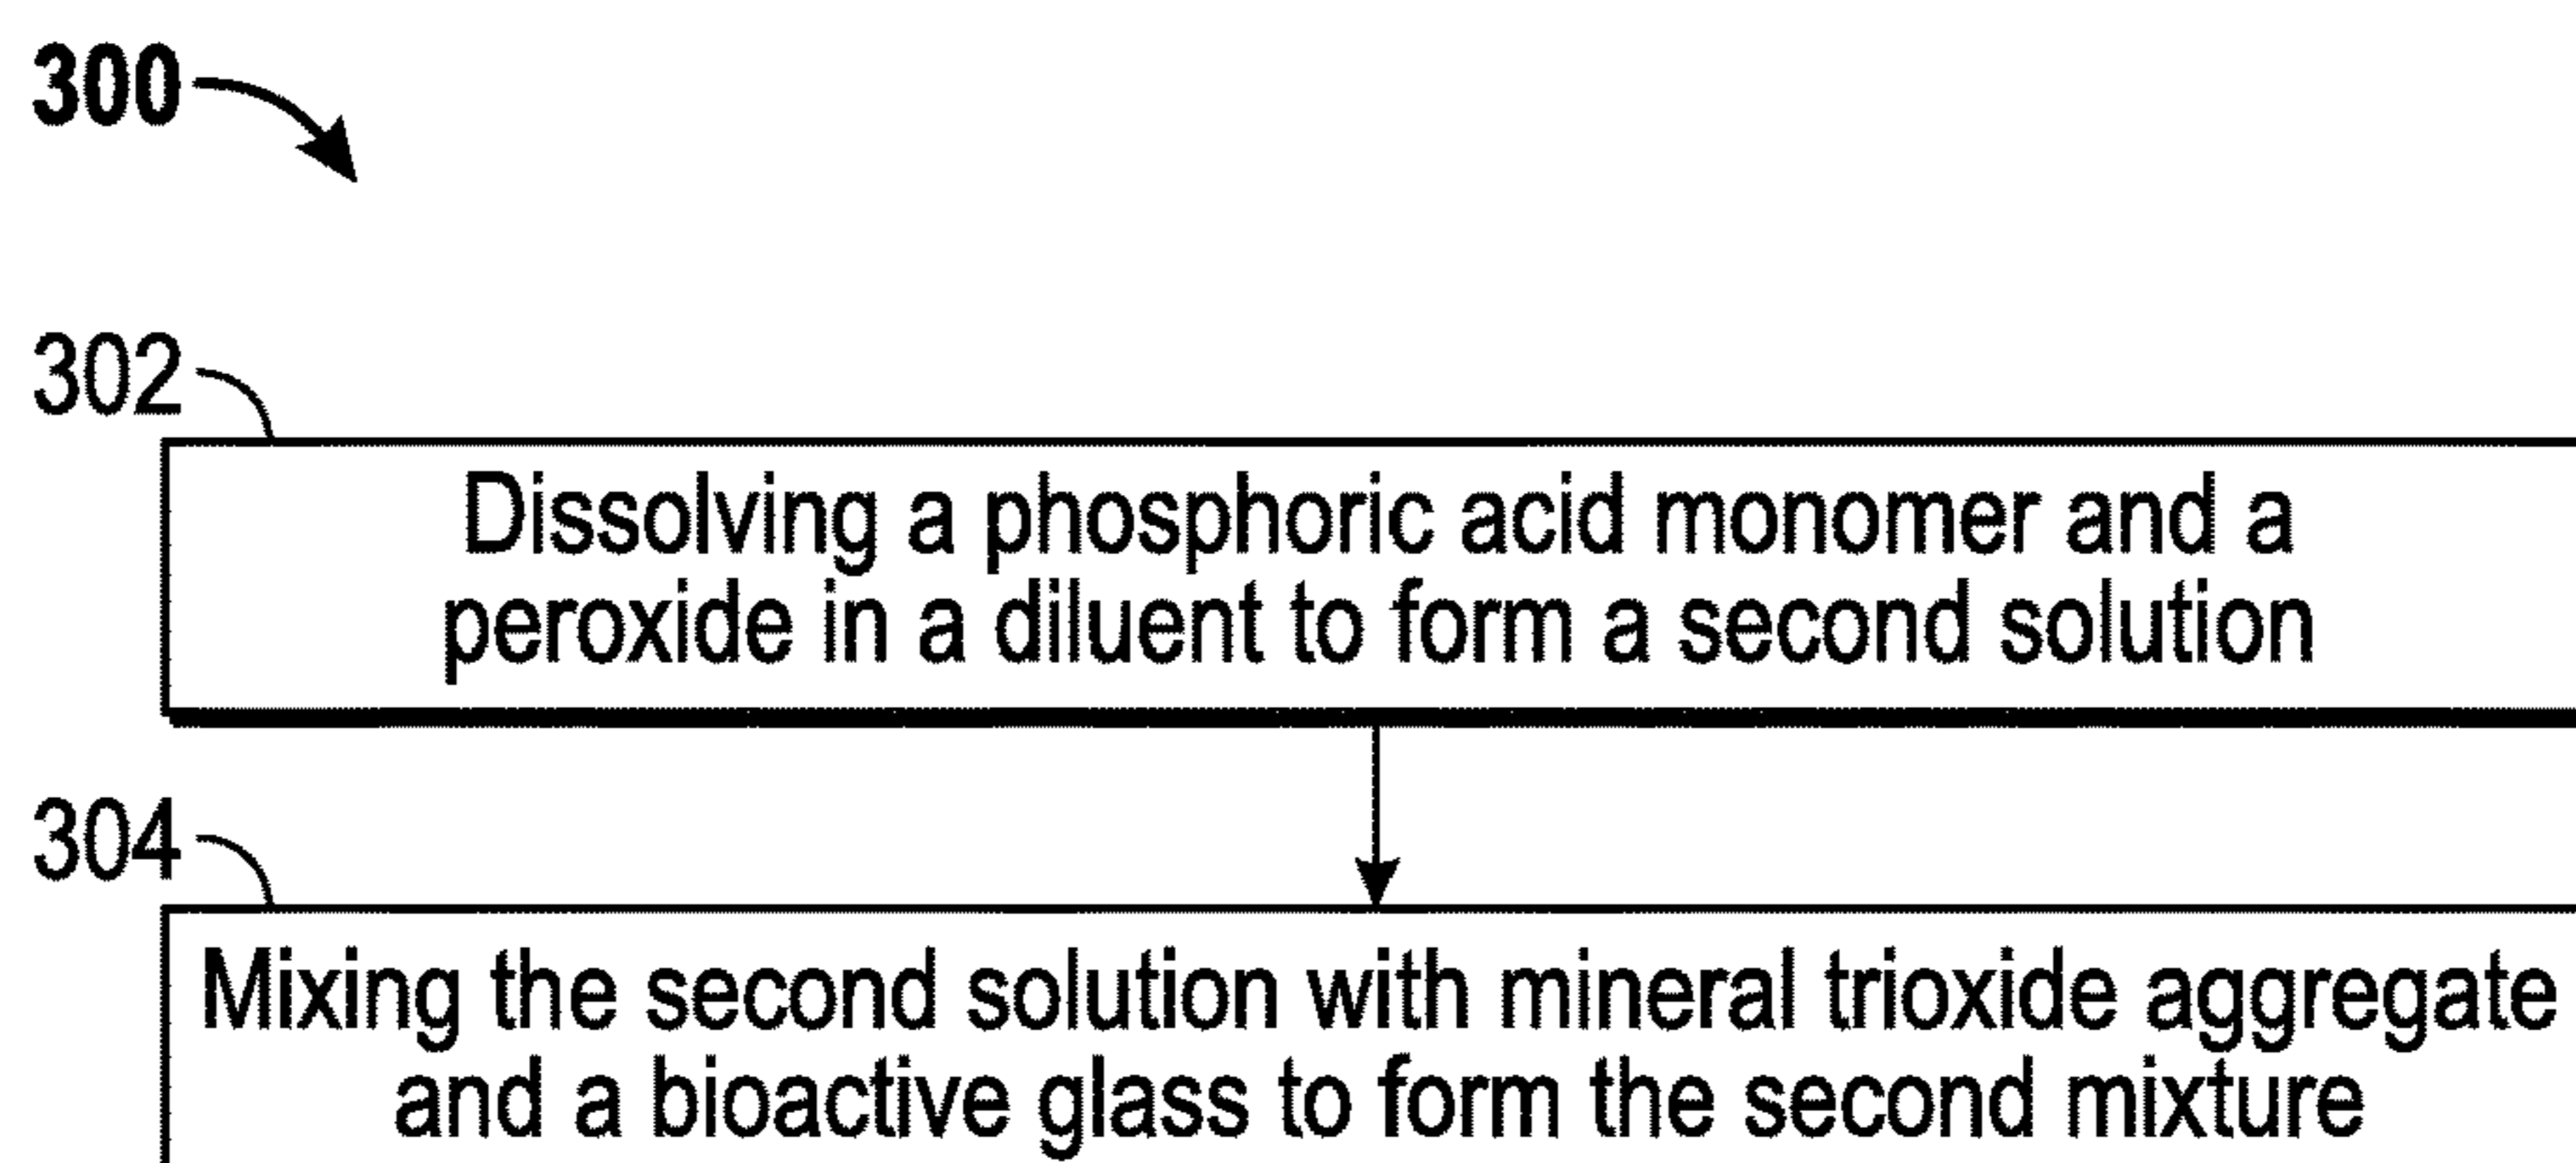 300
302
Dissolving a phosphoric acid monomer and a
peroxide in a diluent to form a second solution
304
Mixing the second solution with mineral trioxide aggregate
and a bioactive glass to form the second mixture